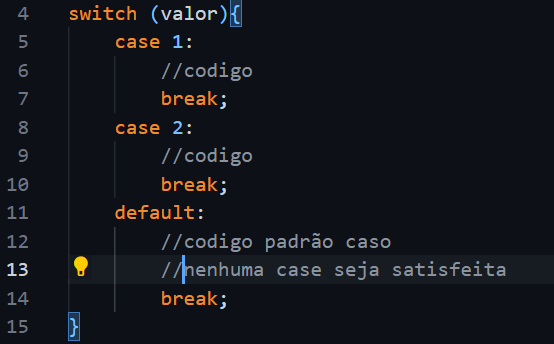 4 switch (valor){
5 case 1:
6 //codigo
7 break;
8 case 2:
9 //codigo
10 break;
11 default:
12 //codigo padrão caso
13 //nenhuma case seja satisfeita
14 break;
15 }